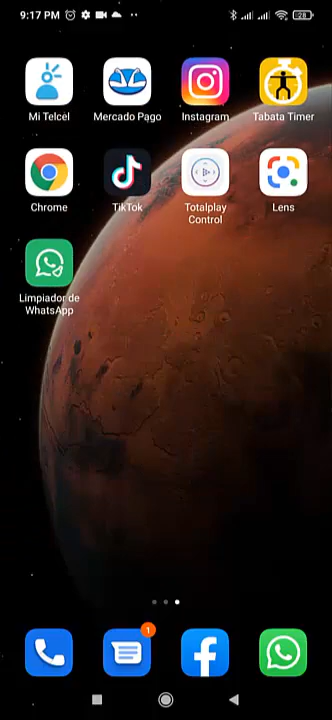 9:17 PM
28
Mi Telcel
Mercado Pago
Instagram
Tabata Timer
Chrome
TikTok
Totalplay
Control
Lens
Limpiador de
WhatsApp
1